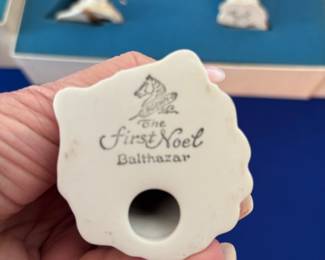 The
First Noel
Balthazar